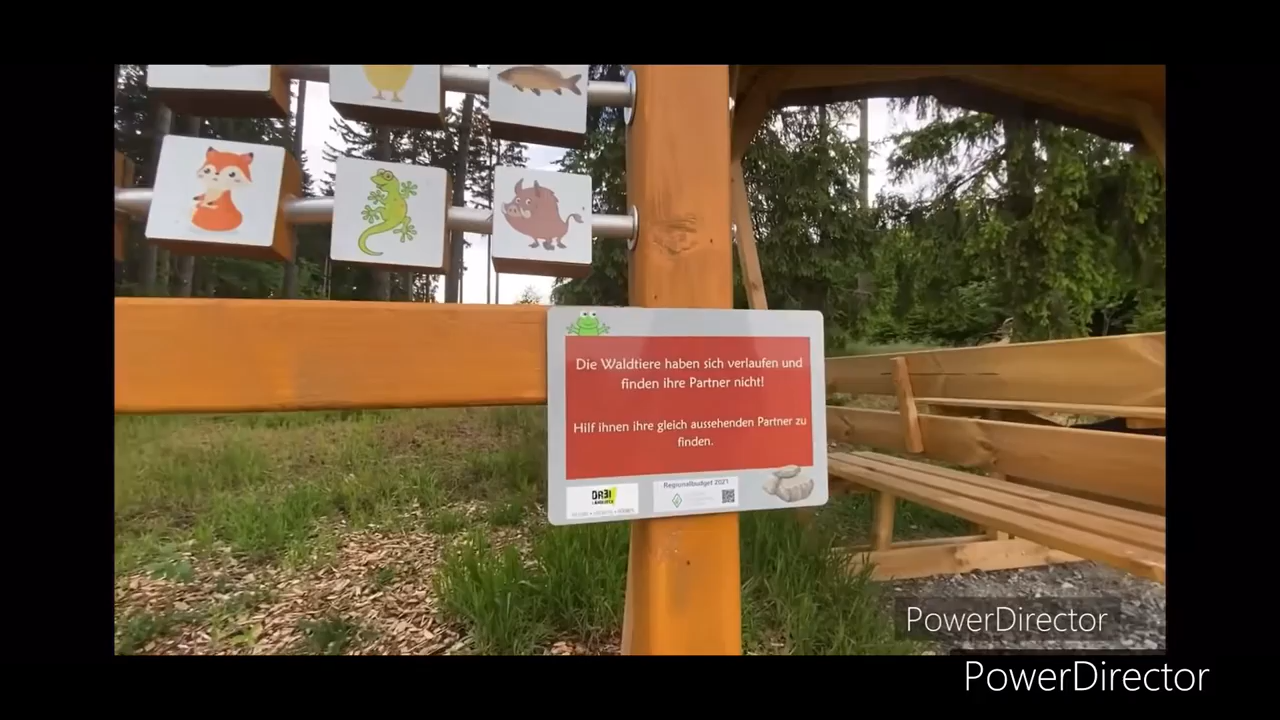 Die Waldtiere haben sich verlaufen und
finden ihre Partner nicht!
Hilf ihnen ihre gleich aussehenden Partner zu
finden.
Regionalbudget 2021
PowerDirector
PowerDirector